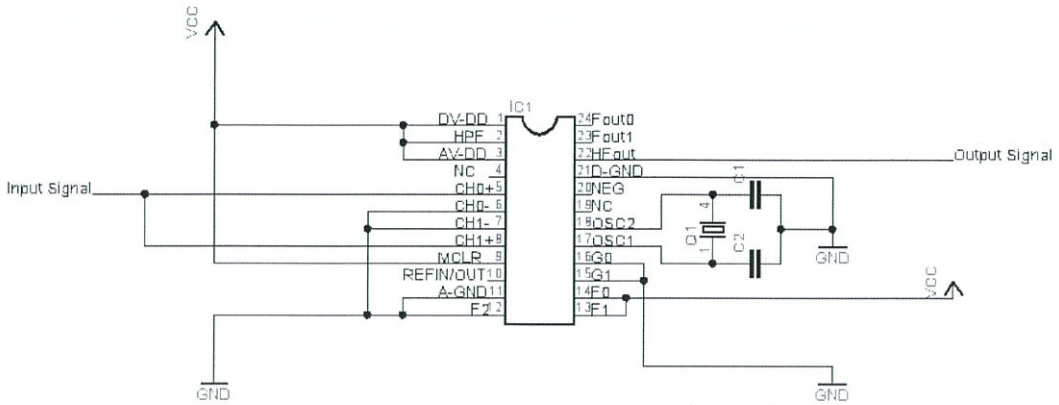 VCC
IC1
DV-DD 1
24 Fout0
HPF 2
23 Fout1
AV-DD 3
22 HFout
Output Signal
NC 4
21 D-GND
Input Signal
CH0+ 5
20 NEG
CH0- 6
19 NC
C1
4
CH1- 7
18 OSC2
Q1
CH1+ 8
17 OSC1
1
C2
MCLR 9
16 G0
GND
REFIN/OUT 10
15 G1
A-GND 11
14 F0
VCC
F2 12
13 F1
GND
GND